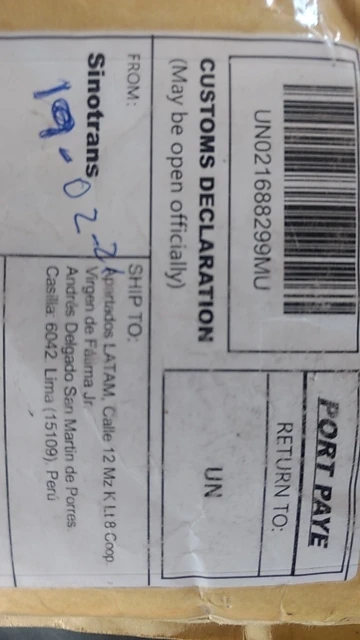 UN021688299MU
PORT PAYE
RETURN TO:
CUSTOMS DECLARATION
(May be open officially)
UN
FROM:
Sinotrans
SHIP TO:
Apartados LATAM, Calle 12 Mz K Lt 8 Coop.
Virgen de Fátima Jr.
Andrés Delgado San Martin de Porres
Casilla: 6042, Lima (15109), Perú